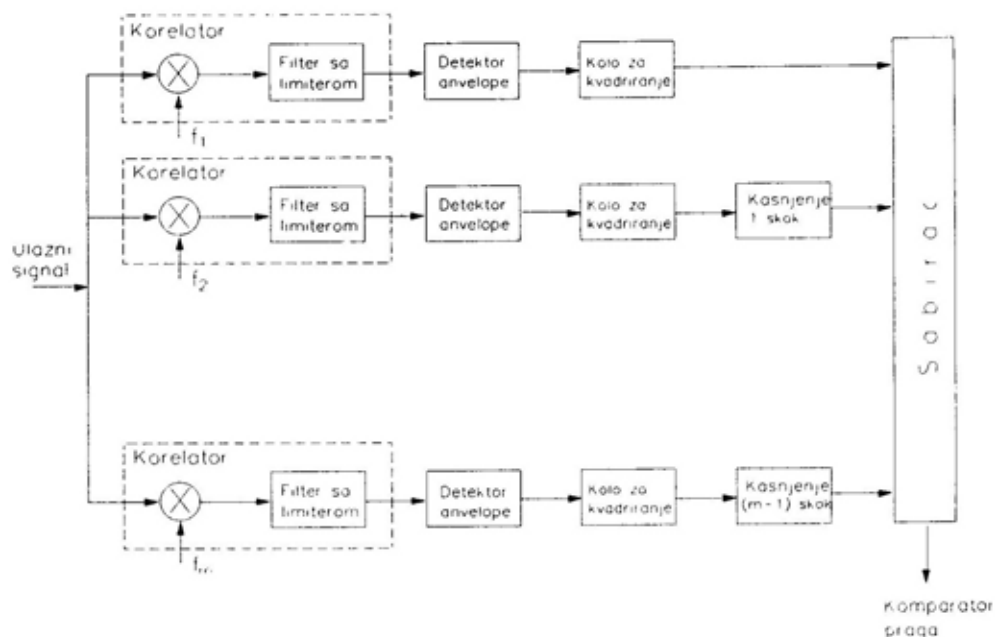 Korelator
Filter sa
limiterom
Detektor
anvelope
Kolo za
kvadriranje
f1
Korelator
Filter sa
limiterom
Detektor
anvelope
Kolo za
kvadriranje
Kasnjenje
1 skok
f2
Ulazni
signal
Sabirac
Korelator
Filter sa
limiterom
Detektor
anvelope
Kolo za
kvadriranje
Kasnjenje
(m-1) skok
fm
Komparator
praga